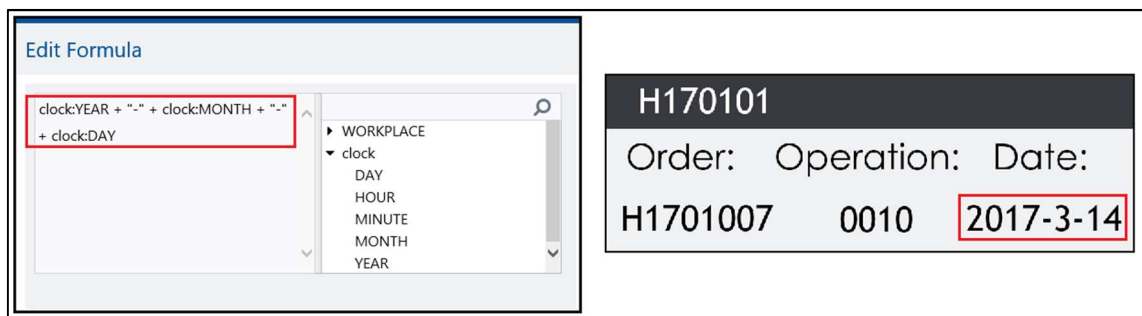 Edit Formula
clock:YEAR + "-" + clock:MONTH + "-"
+ clock:DAY
WORKPLACE
clock
DAY
HOUR
MINUTE
MONTH
YEAR
H170101
Order: Operation: Date:
H1701007 0010 2017-3-14